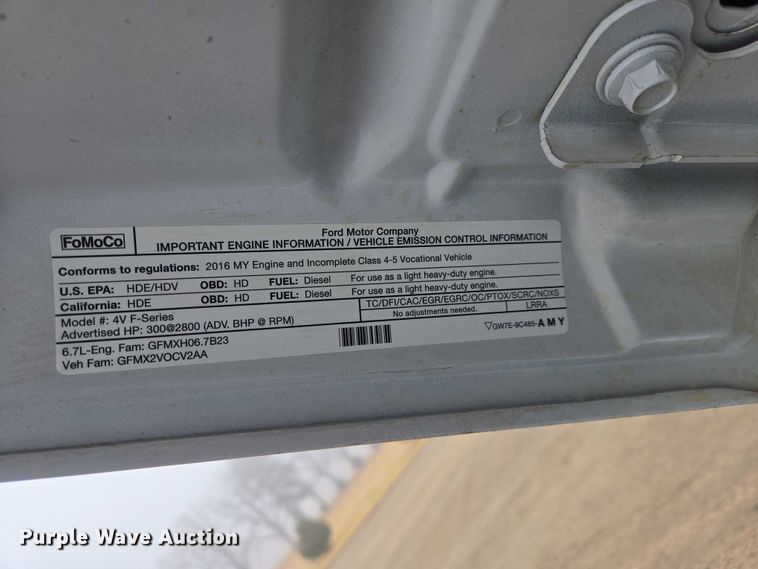 FoMoCo
Ford Motor Company
IMPORTANT ENGINE INFORMATION / VEHICLE EMISSION CONTROL INFORMATION
Conforms to regulations: 2016 MY Engine and Incomplete Class 4-5 Vocational Vehicle
U.S. EPA: HDE/HDV OBD: HD FUEL: Diesel For use as a light heavy-duty engine.
California: HDE OBD: HD FUEL: Diesel For use as a light heavy-duty engine.
Model #: 4V F-Series TC/DFI/CAC/EGR/EGRC/OC/PTOX/SCRC/NOXS
Advertised HP: 300@2800 (ADV. BHP @ RPM) No adjustments needed. LRRA
6.7L-Eng. Fam: GFMXH06.7B23 GW7E-9C485-AMY
Veh Fam: GFMX2VOCV2AA
Purple Wave Auction